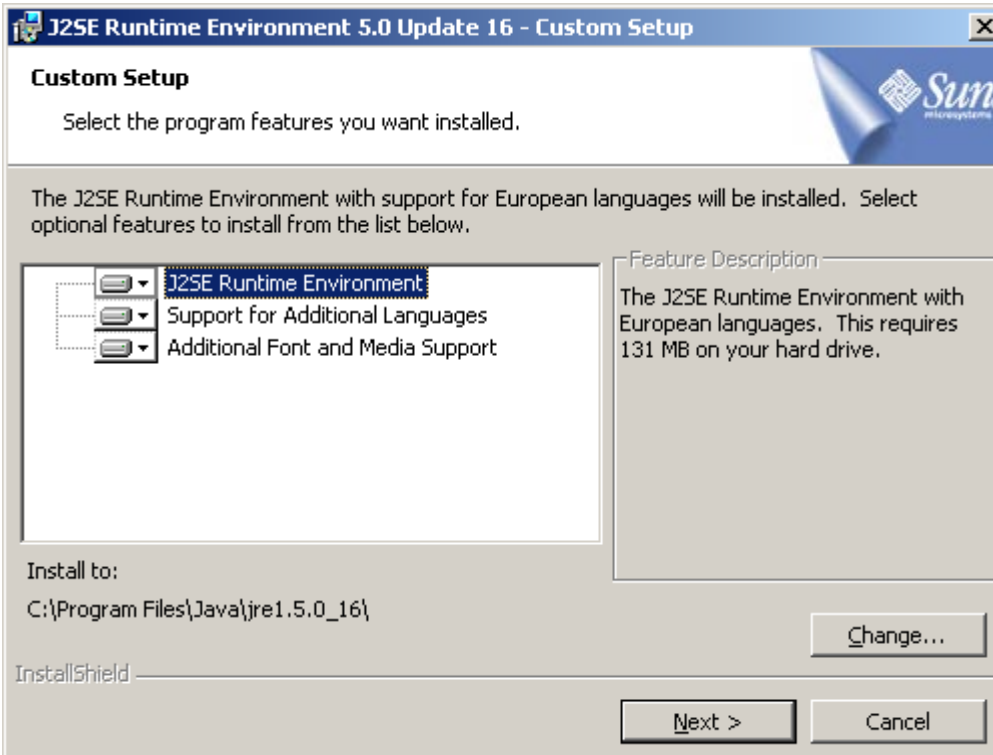 J2SE Runtime Environment 5.0 Update 16 - Custom Setup
Custom Setup
Select the program features you want installed.
Sun
microsystems
The J2SE Runtime Environment with support for European languages will be installed.  Select
optional features to install from the list below.
J2SE Runtime Environment
Support for Additional Languages
Additional Font and Media Support
Feature Description
The J2SE Runtime Environment with
European languages.  This requires
131 MB on your hard drive.
Install to:
C:\Program Files\Java\jre1.5.0_16\
Change...
InstallShield
Next >
Cancel